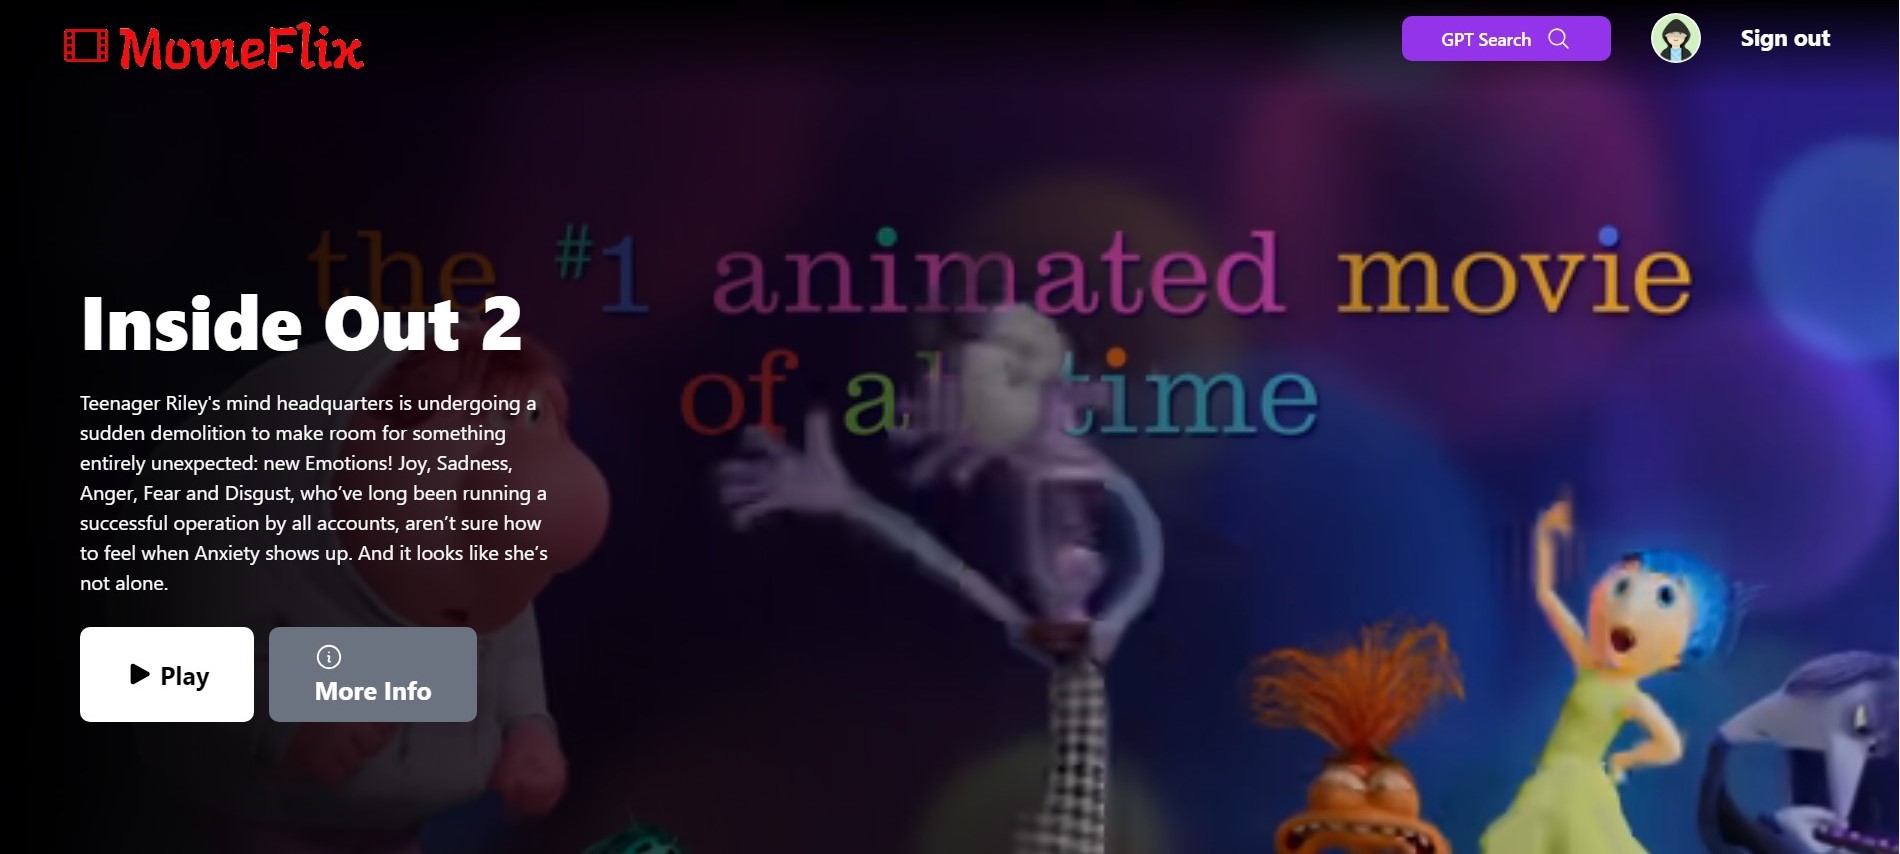 MovieFlix
GPT Search
Sign out
the #1 animated movie
of all time
Inside Out 2
Teenager Riley's mind headquarters is undergoing a
sudden demolition to make room for something
entirely unexpected: new Emotions! Joy, Sadness,
Anger, Fear and Disgust, who’ve long been running a
successful operation by all accounts, aren’t sure how
to feel when Anxiety shows up. And it looks like she’s
not alone.
Play
More Info